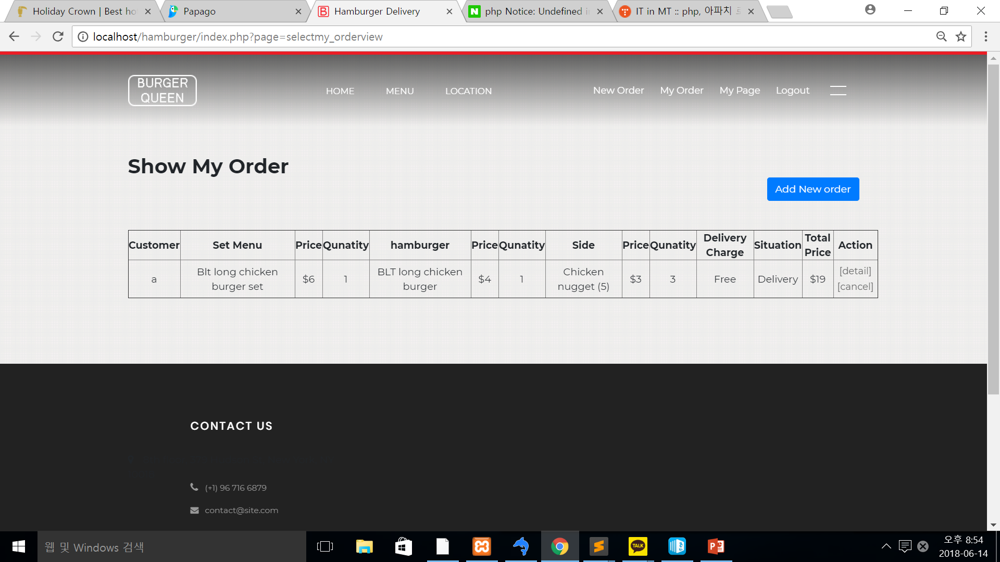 Holiday Crown | Best ho
Papago
Hamburger Delivery
php Notice: Undefined i
IT in MT :: php, 아파치
localhost/hamburger/index.php?page=selectmy_orderview
BURGER
QUEEN
HOME
MENU
LOCATION
New Order
My Order
My Page
Logout
Show My Order
Add New order
Customer Set Menu Price Qunatity hamburger Price Qunatity Side Price Qunatity Delivery Charge Situation Total Price Action
a Blt long chicken burger set $6 1 BLT long chicken burger $4 1 Chicken nugget (5) $3 3 Free Delivery $19 [detail] [cancel]
CONTACT US
(+1) 96 716 6879
contact@site.com
웹 및 Windows 검색
TALK
오후 8:54
2018-06-14